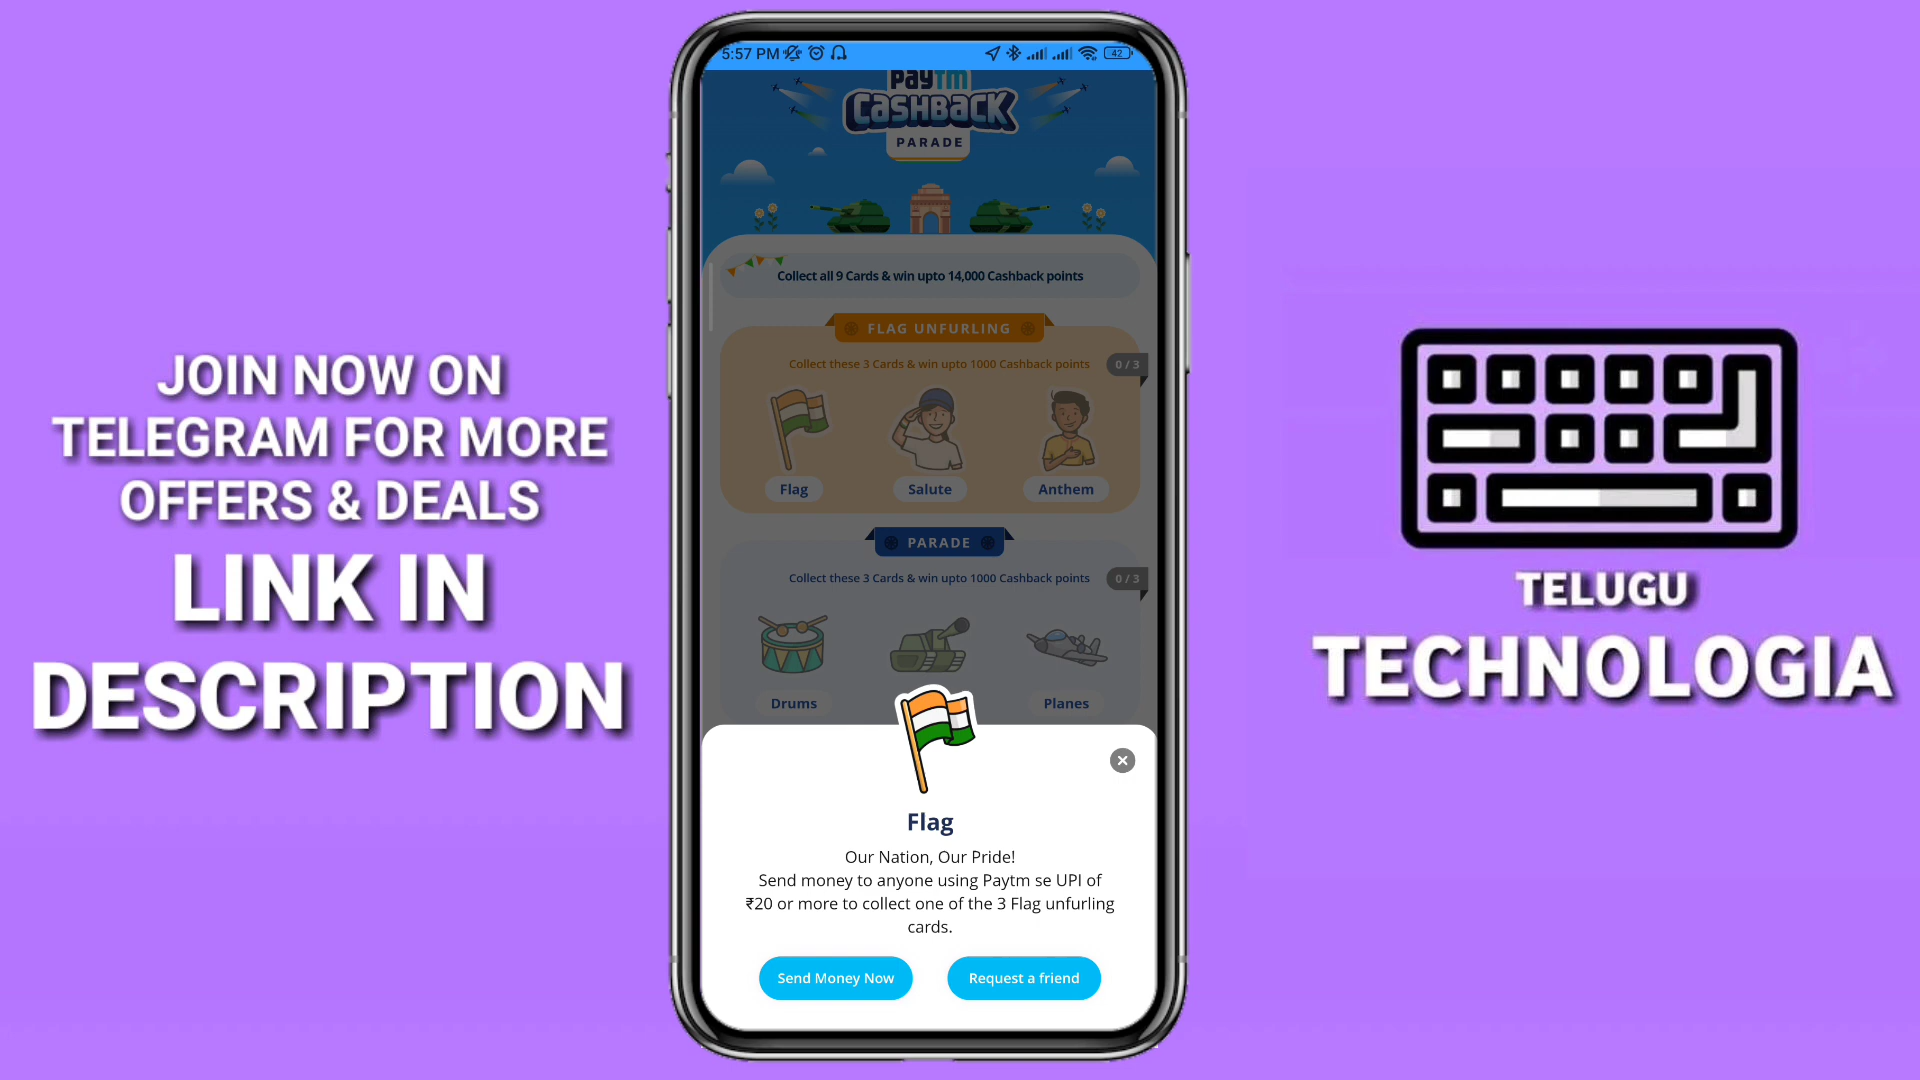 JOIN NOW ON
TELEGRAM FOR MORE
OFFERS & DEALS
LINK IN
DESCRIPTION
5:57 PM
42
paytm
CASHBACK
PARADE
Collect all 9 Cards & win upto 14,000 Cashback points
FLAG UNFURLING
Collect these 3 Cards & win upto 1000 Cashback points
0 / 3
Flag
Salute
Anthem
PARADE
Collect these 3 Cards & win upto 1000 Cashback points
0 / 3
Drums
Planes
Flag
Our Nation, Our Pride!
Send money to anyone using Paytm se UPI of
₹20 or more to collect one of the 3 Flag unfurling
cards.
Send Money Now
Request a friend
TELUGU
TECHNOLOGIA